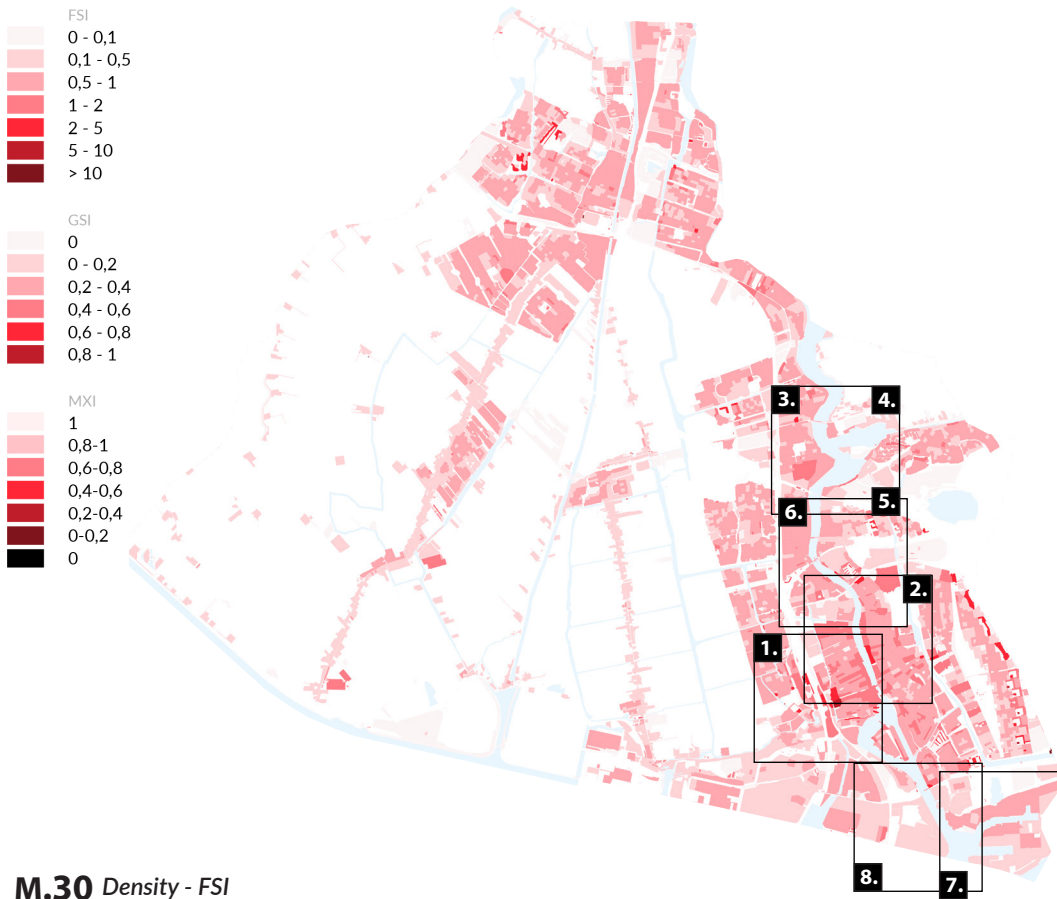 FSI
0 - 0,1
0,1 - 0,5
0,5 - 1
1 - 2
2 - 5
5 - 10
> 10
GSI
0
0 - 0,2
0,2 - 0,4
0,4 - 0,6
0,6 - 0,8
0,8 - 1
MXI
1
0,8-1
0,6-0,8
0,4-0,6
0,2-0,4
0-0,2
0
3.
4.
5.
6.
2.
1.
8.
7.
M.30 Density - FSI